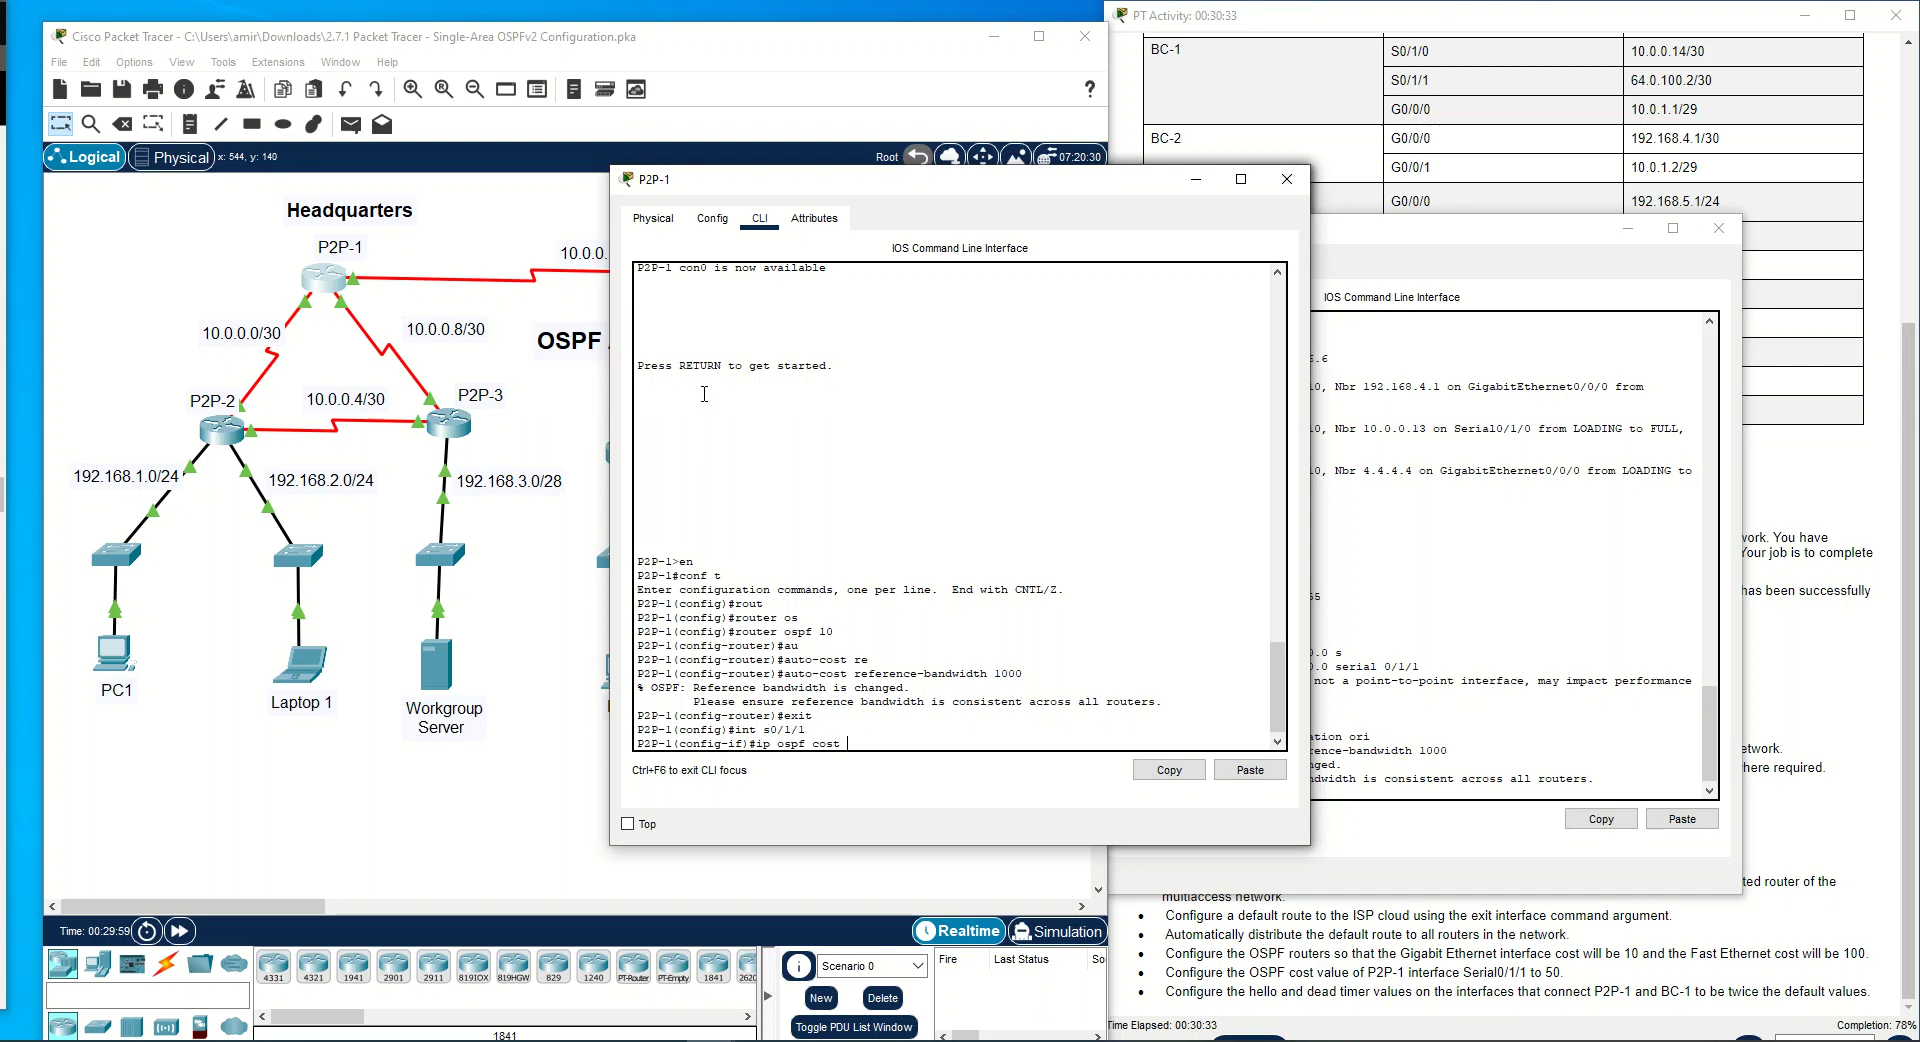 Cisco Packet Tracer - C:\Users\amir\Downloads\2.7.1 Packet Tracer - Single-Area OSPFv2 Configuration.pka
File Edit Options View Tools Extensions Window Help
Logical
Physical
x: 544, y: 140
Root
07:20:30
Headquarters
P2P-1
10.0.0.
10.0.0.0/30
10.0.0.8/30
OSPF
P2P-2
10.0.0.4/30
P2P-3
192.168.1.0/24
192.168.2.0/24
192.168.3.0/28
PC1
Laptop 1
Workgroup
Server
Time: 00:29:59
Realtime
Simulation
4331 4321 1941 2901 2911 819IOX 819HGW 829 1240 PT-Router PT-Empty 1841 2620
1841
Scenario 0
New
Delete
Toggle PDU List Window
Fire Last Status So
P2P-1
Physical Config CLI Attributes
IOS Command Line Interface
P2P-1 con0 is now available
Press RETURN to get started.
P2P-1>en
P2P-1#conf t
Enter configuration commands, one per line.  End with CNTL/Z.
P2P-1(config)#rout
P2P-1(config)#router os
P2P-1(config)#router ospf 10
P2P-1(config-router)#au
P2P-1(config-router)#auto-cost re
P2P-1(config-router)#auto-cost reference-bandwidth 1000
% OSPF: Reference bandwidth is changed.
Please ensure reference bandwidth is consistent across all routers.
P2P-1(config-router)#exit
P2P-1(config)#int s0/1/1
P2P-1(config-if)#ip ospf cost
Ctrl+F6 to exit CLI focus
Copy
Paste
Top
IOS Command Line Interface
.6
0, Nbr 192.168.4.1 on GigabitEthernet0/0/0 from
0, Nbr 10.0.0.13 on Serial0/1/0 from LOADING to FULL,
0, Nbr 4.4.4.4 on GigabitEthernet0/0/0 from LOADING to
.0 s
.0 serial 0/1/1
not a point-to-point interface, may impact performance
ation ori
rence-bandwidth 1000
ged.
dwidth is consistent across all routers.
Copy
Paste
PT Activity: 00:30:33
BC-1 S0/1/0 10.0.0.14/30
S0/1/1 64.0.100.2/30
G0/0/0 10.0.1.1/29
BC-2 G0/0/0 192.168.4.1/30
G0/0/1 10.0.1.2/29
G0/0/0 192.168.5.1/24
work. You have
Your job is to complete
has been successfully
etwork.
here required.
ted router of the
multiaccess network.
• Configure a default route to the ISP cloud using the exit interface command argument.
• Automatically distribute the default route to all routers in the network.
• Configure the OSPF routers so that the Gigabit Ethernet interface cost will be 10 and the Fast Ethernet cost will be 100.
• Configure the OSPF cost value of P2P-1 interface Serial0/1/1 to 50.
• Configure the hello and dead timer values on the interfaces that connect P2P-1 and BC-1 to be twice the default values.
Time Elapsed: 00:30:33
Completion: 78%